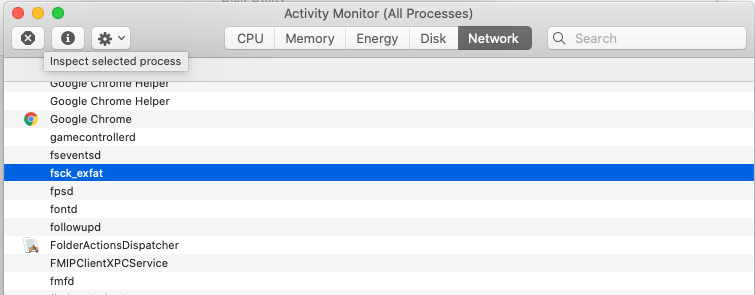 Activity Monitor (All Processes)
CPU Memory Energy Disk Network Search
Inspect selected process
Google Chrome Helper
Google Chrome Helper
Google Chrome
gamecontrollerd
fseventsd
fsck_exfat
fpsd
fontd
followupd
FolderActionsDispatcher
FMIPClientXPCService
fmfd